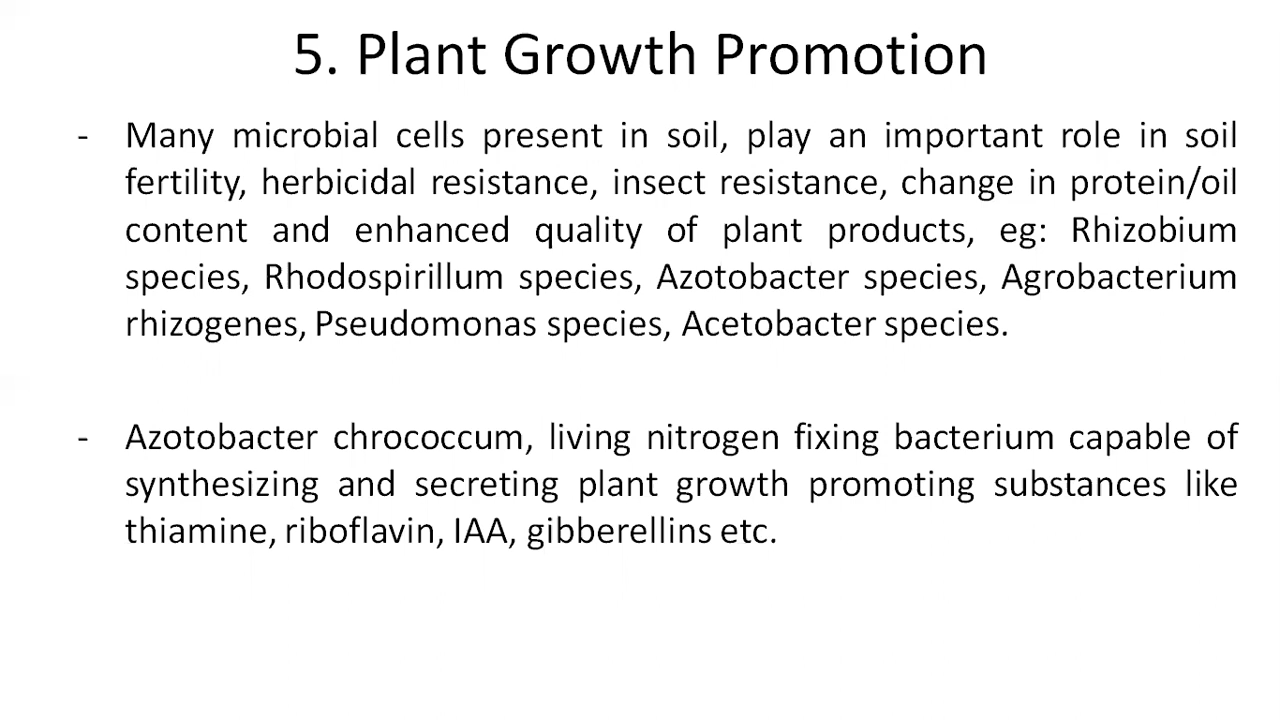 5. Plant Growth Promotion
- Many microbial cells present in soil, play an important role in soil
fertility, herbicidal resistance, insect resistance, change in protein/oil
content and enhanced quality of plant products, eg: Rhizobium
species, Rhodospirillum species, Azotobacter species, Agrobacterium
rhizogenes, Pseudomonas species, Acetobacter species.
- Azotobacter chrococcum, living nitrogen fixing bacterium capable of
synthesizing and secreting plant growth promoting substances like
thiamine, riboflavin, IAA, gibberellins etc.